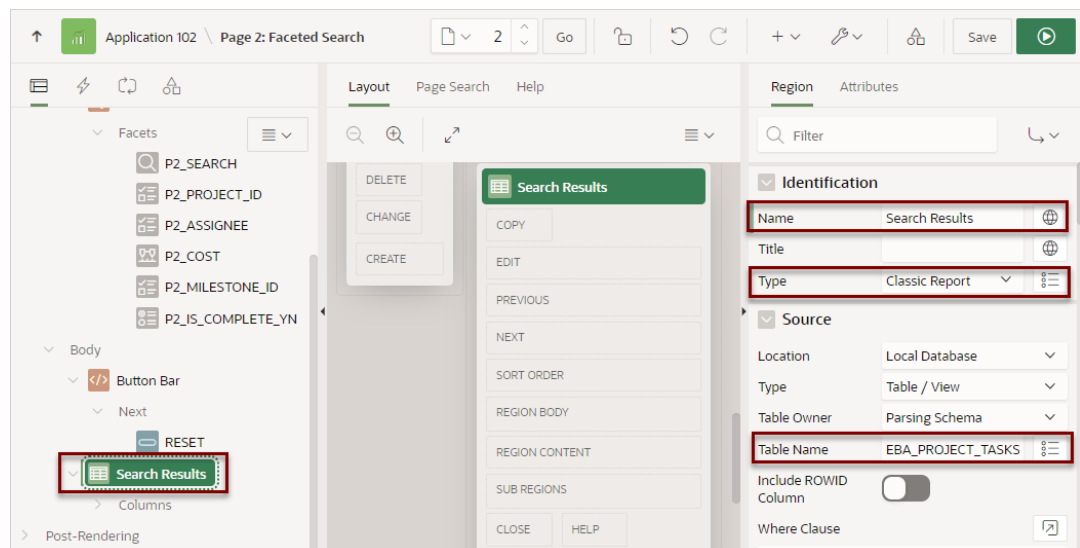 Application 102 \ Page 2: Faceted Search
2
Go
Save
Layout
Page Search
Help
Region
Attributes
Facets
P2_SEARCH
P2_PROJECT_ID
P2_ASSIGNEE
P2_COST
P2_MILESTONE_ID
P2_IS_COMPLETE_YN
Body
Button Bar
Next
RESET
Search Results
Columns
Post-Rendering
DELETE
CHANGE
CREATE
Search Results
COPY
EDIT
PREVIOUS
NEXT
SORT ORDER
REGION BODY
REGION CONTENT
SUB REGIONS
CLOSE HELP
Filter
Identification
Name Search Results
Title
Type Classic Report
Source
Location Local Database
Type Table / View
Table Owner Parsing Schema
Table Name EBA_PROJECT_TASKS
Include ROWID
Column
Where Clause